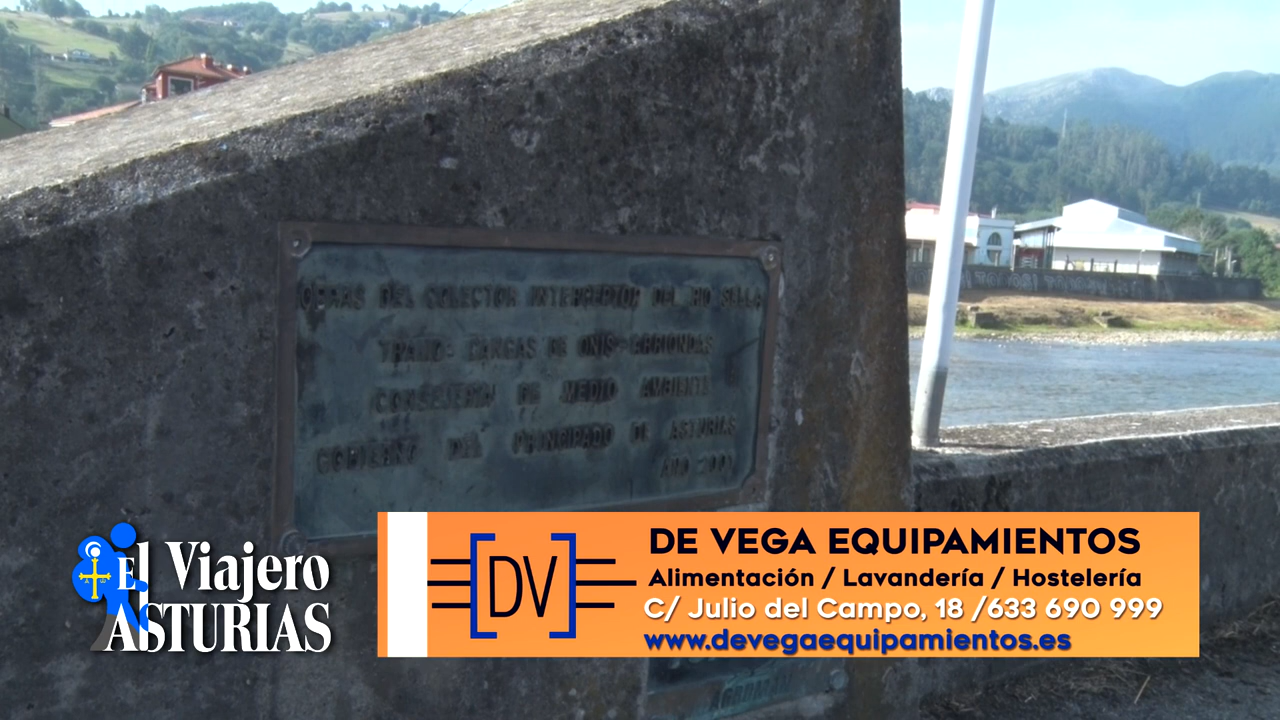 OBRAS DEL COLECTOR INTERCEPTOR DEL RIO SELLA
TRAMO: CANGAS DE ONIS-ARRIONDAS
CONSEJERIA DE MEDIO AMBIENTE
GOBIERNO DEL PRINCIPADO DE ASTURIAS
AÑO
El Viajero
ASTURIAS
DV
DE VEGA EQUIPAMIENTOS
Alimentación / Lavandería / Hostelería
C/ Julio del Campo, 18 /633 690 999
www.devegaequipamientos.es